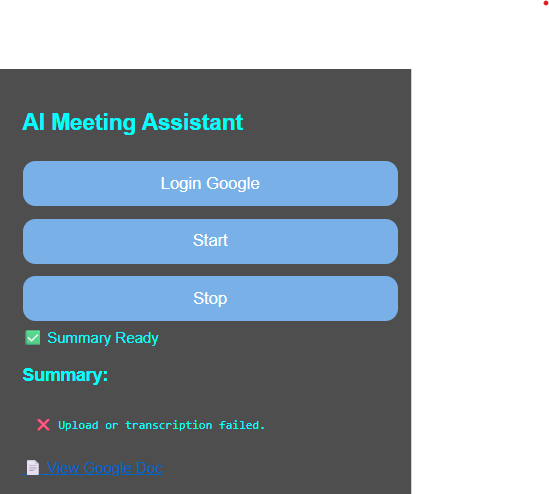 AI Meeting Assistant
Login Google
Start
Stop
✅ Summary Ready
Summary:
❌ Upload or transcription failed.
📄 View Google Doc